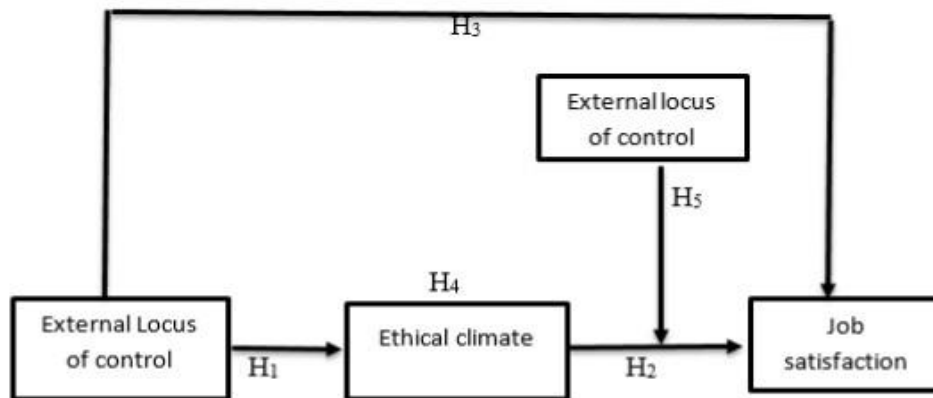 H₃
External locus
of control
H₅
H₄
External Locus
of control
H₁
Ethical climate
H₂
Job
satisfaction